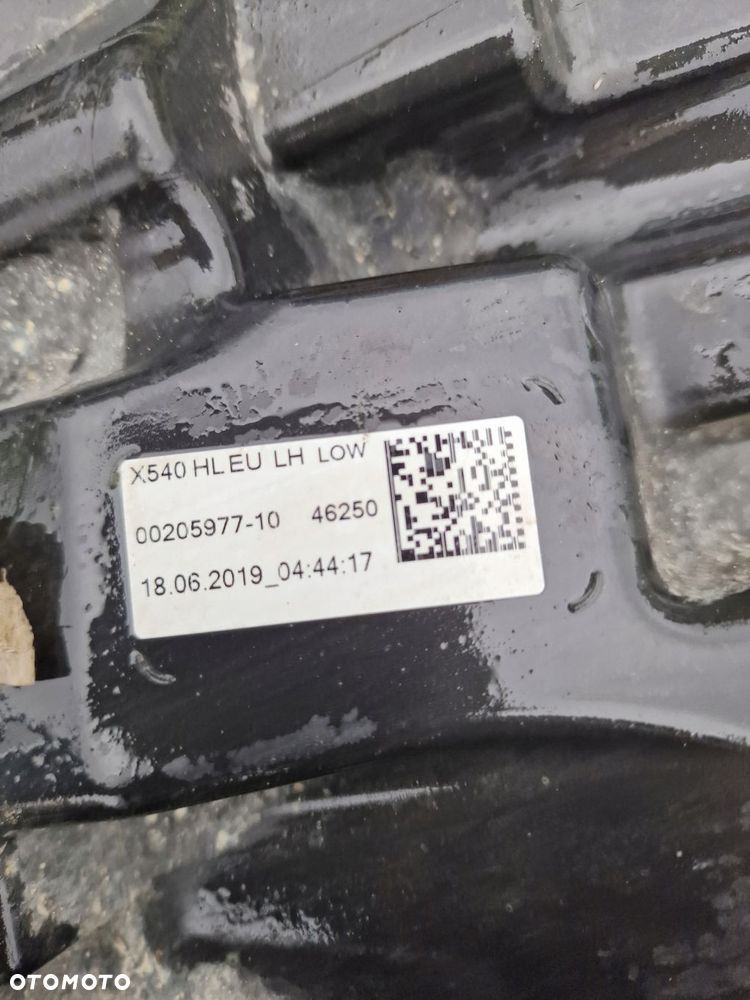 X540 HL EU LH LOW
00205977-10 46250
18.06.2019_04:44:17
OTOMOTO